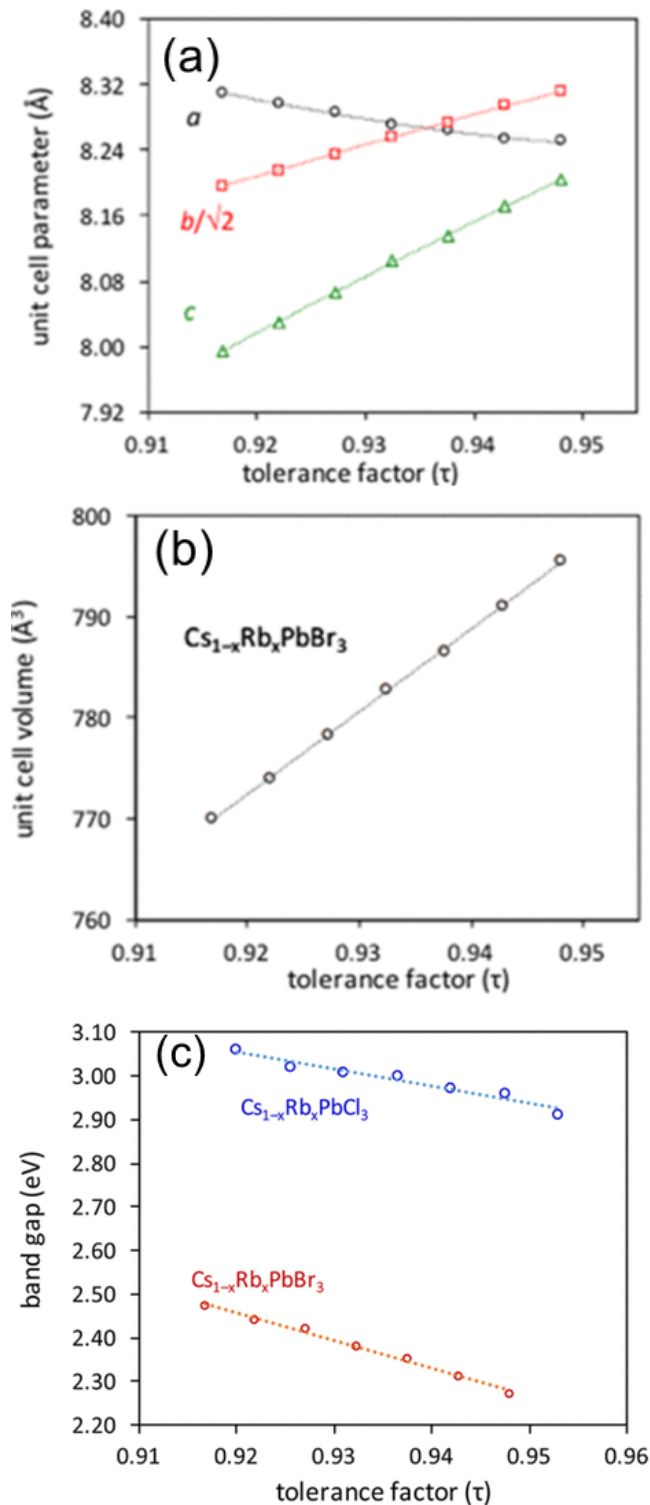 (a)
unit cell parameter (Å)
8.40
8.32
8.24
8.16
8.08
8.00
7.92
a
b/√2
c
0.91 0.92 0.93 0.94 0.95
tolerance factor (τ)
(b)
unit cell volume (Å³)
800
790
780
770
760
Cs₁₋ₓRbₓPbBr₃
0.91 0.92 0.93 0.94 0.95
tolerance factor (τ)
(c)
band gap (eV)
3.10
3.00
2.90
2.80
2.70
2.60
2.50
2.40
2.30
2.20
Cs₁₋ₓRbₓPbCl₃
Cs₁₋ₓRbₓPbBr₃
0.91 0.92 0.93 0.94 0.95 0.96
tolerance factor (τ)